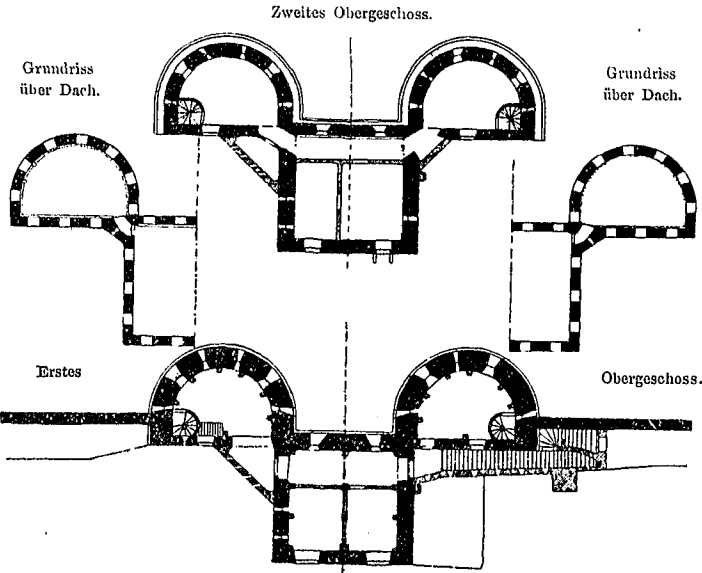 Zweites Obergeschoss.
Grundriss
über Dach.
Grundriss
über Dach.
Erstes
Obergeschoss.